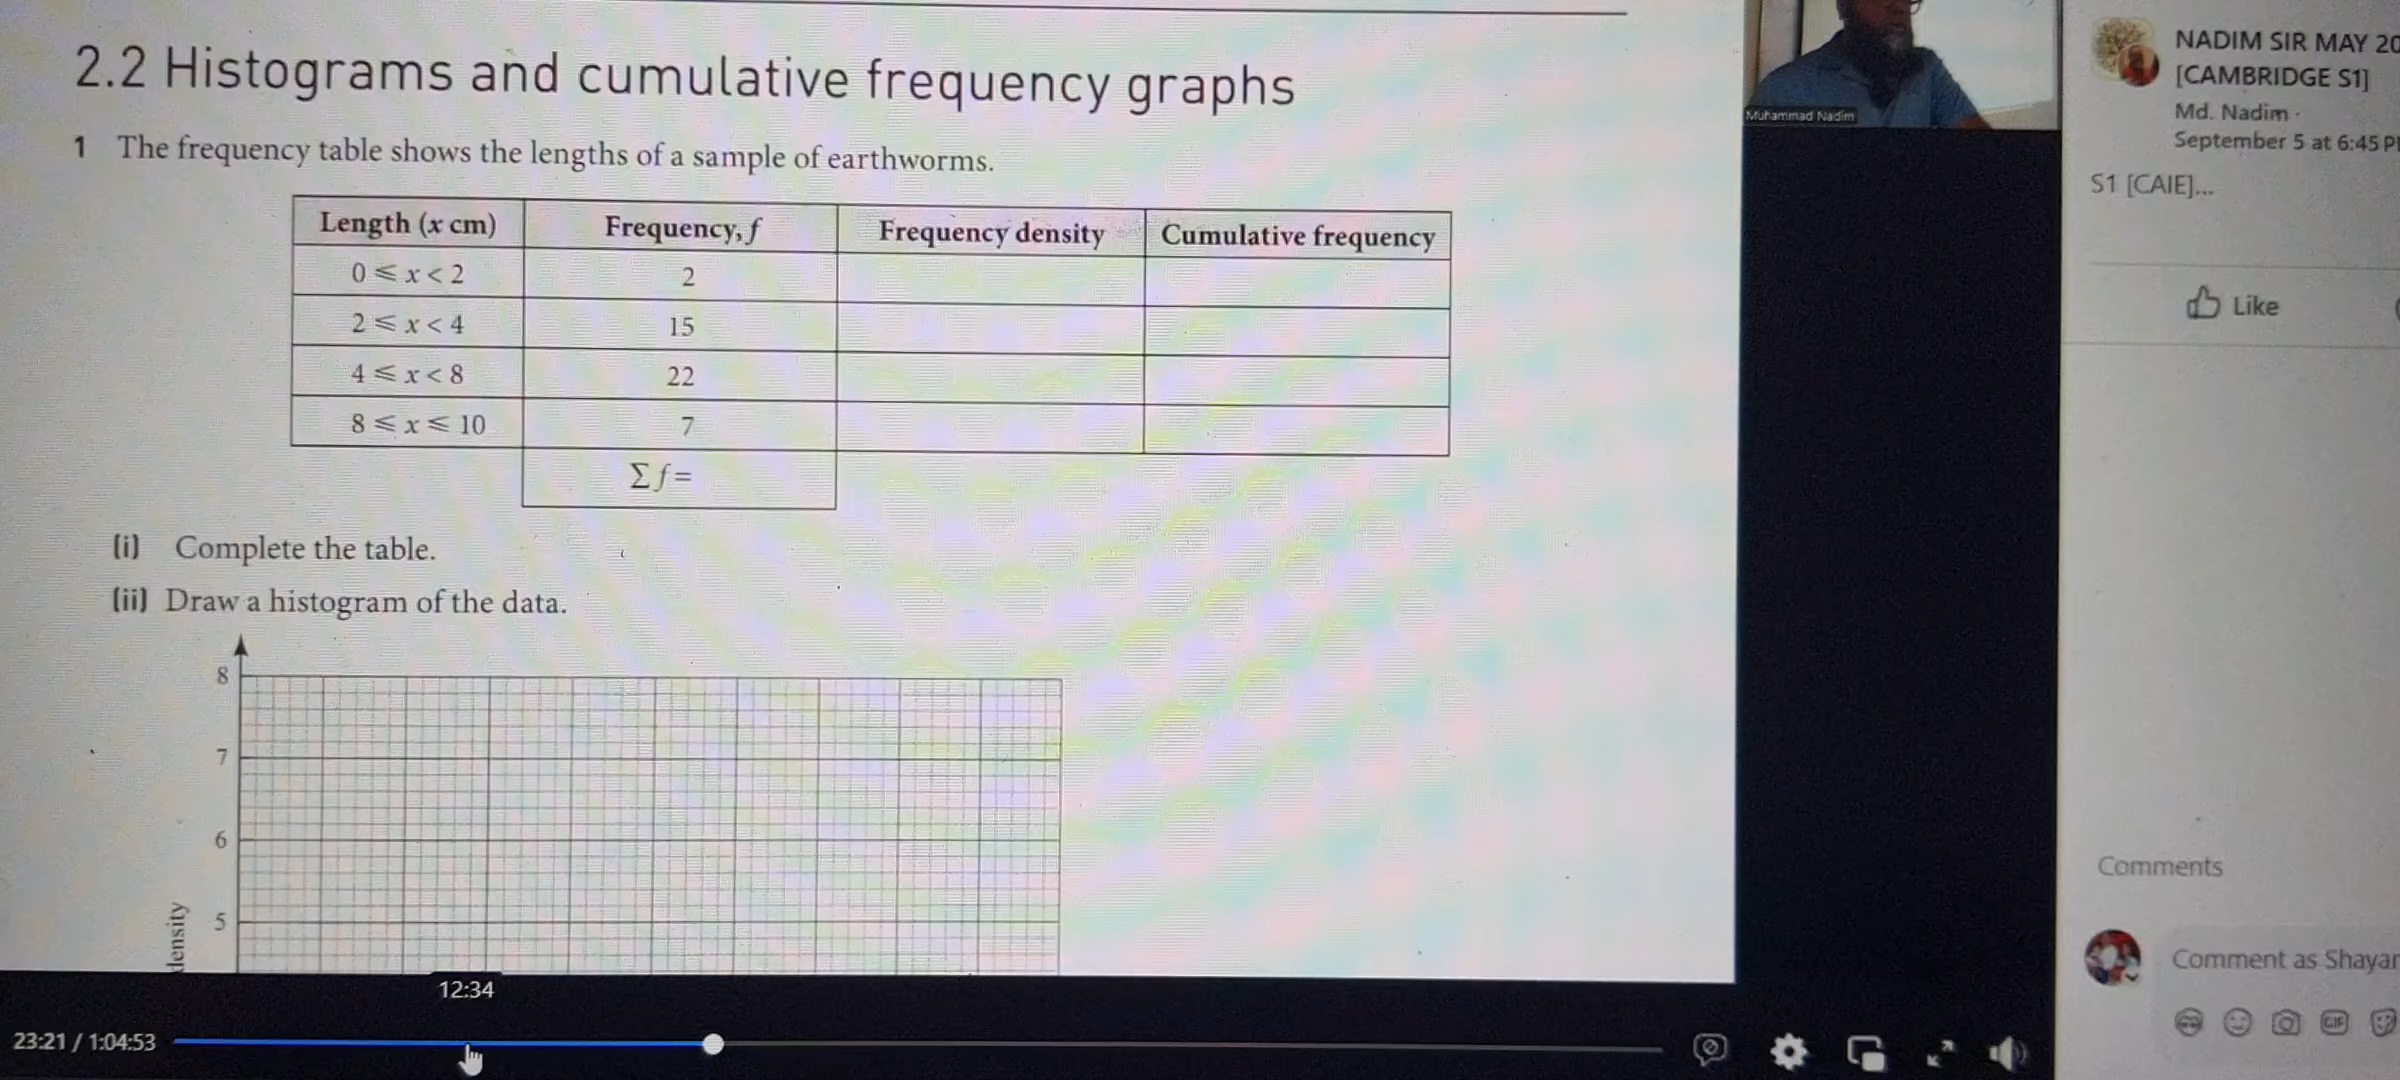 2.2 Histograms and cumulative frequency graphs
1 The frequency table shows the lengths of a sample of earthworms.
Length (x cm) Frequency, f Frequency density Cumulative frequency
0 ⩽ x < 2 2
2 ⩽ x < 4 15
4 ⩽ x < 8 22
8 ⩽ x ⩽ 10 7
Σ f =
(i) Complete the table.
(ii) Draw a histogram of the data.
8
7
6
5
density
12:34
23:21 / 1:04:53
Muhammad Nadim
NADIM SIR MAY 20
[CAMBRIDGE S1]
Md. Nadim ·
September 5 at 6:45 P
S1 [CAIE]...
Like
Comments
Comment as Shayan
GIF